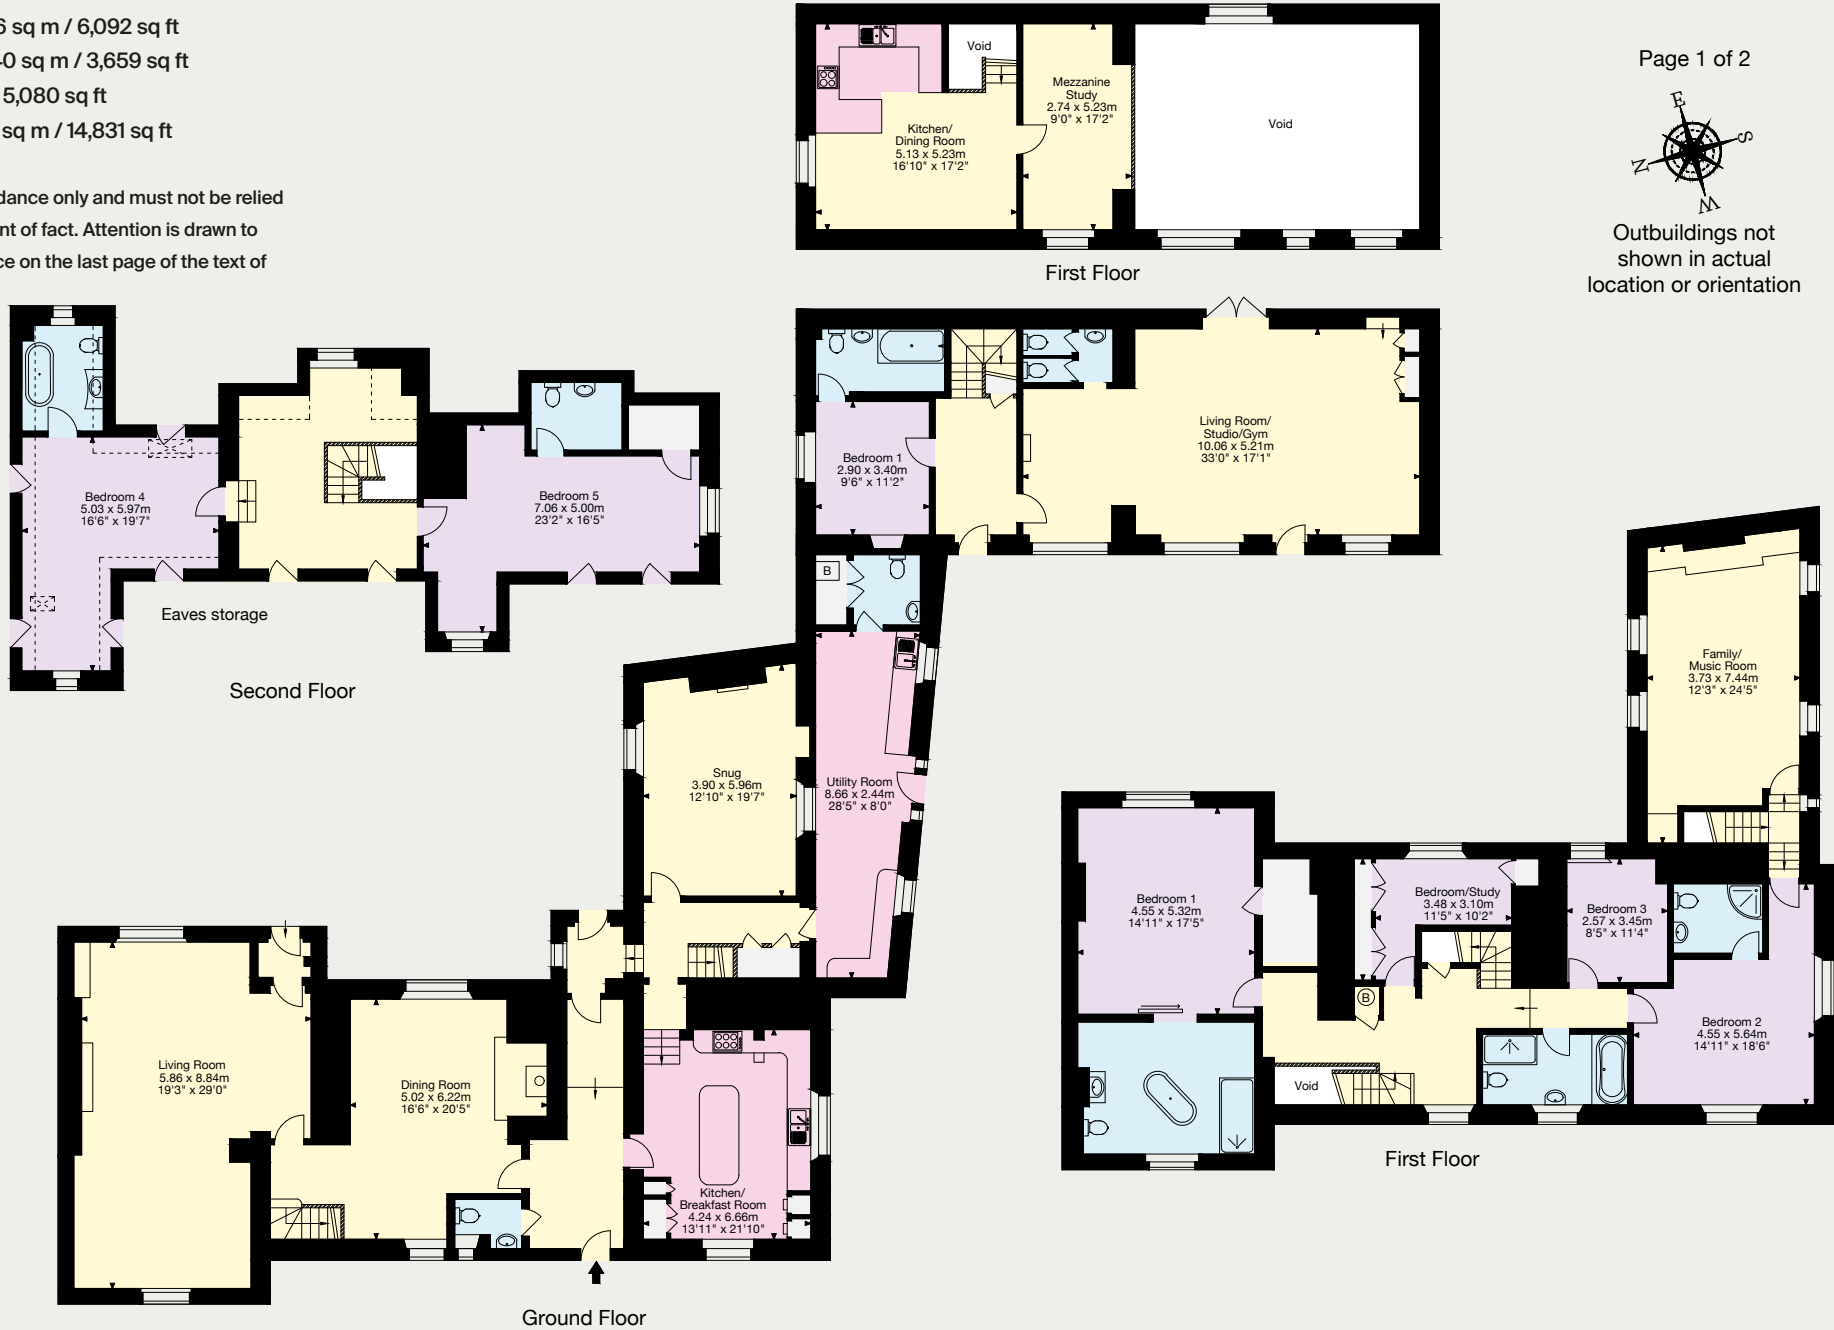 6 sq m / 6,092 sq ft
40 sq m / 3,659 sq ft
5,080 sq ft
sq m / 14,831 sq ft
dance only and must not be relied
nt of fact. Attention is drawn to
ce on the last page of the text of
Page 1 of 2
E
S
N
W
Outbuildings not
shown in actual
location or orientation
Void
Kitchen/
Dining Room
5.13 x 5.23m
16'10" x 17'2"
Mezzanine
Study
2.74 x 5.23m
9'0" x 17'2"
Void
First Floor
Bedroom 4
5.03 x 5.97m
16'6" x 19'7"
Bedroom 5
7.06 x 5.00m
23'2" x 16'5"
Eaves storage
Second Floor
Bedroom 1
2.90 x 3.40m
9'6" x 11'2"
Living Room/
Studio/Gym
10.06 x 5.21m
33'0" x 17'1"
B
Snug
3.90 x 5.96m
12'10" x 19'7"
Utility Room
8.66 x 2.44m
28'5" x 8'0"
Living Room
5.86 x 8.84m
19'3" x 29'0"
Dining Room
5.02 x 6.22m
16'6" x 20'5"
Kitchen/
Breakfast Room
4.24 x 6.66m
13'11" x 21'10"
Ground Floor
Family/
Music Room
3.73 x 7.44m
12'3" x 24'5"
Bedroom 1
4.55 x 5.32m
14'11" x 17'5"
Bedroom/Study
3.48 x 3.10m
11'5" x 10'2"
Bedroom 3
2.57 x 3.45m
8'5" x 11'4"
B
Bedroom 2
4.55 x 5.64m
14'11" x 18'6"
Void
First Floor